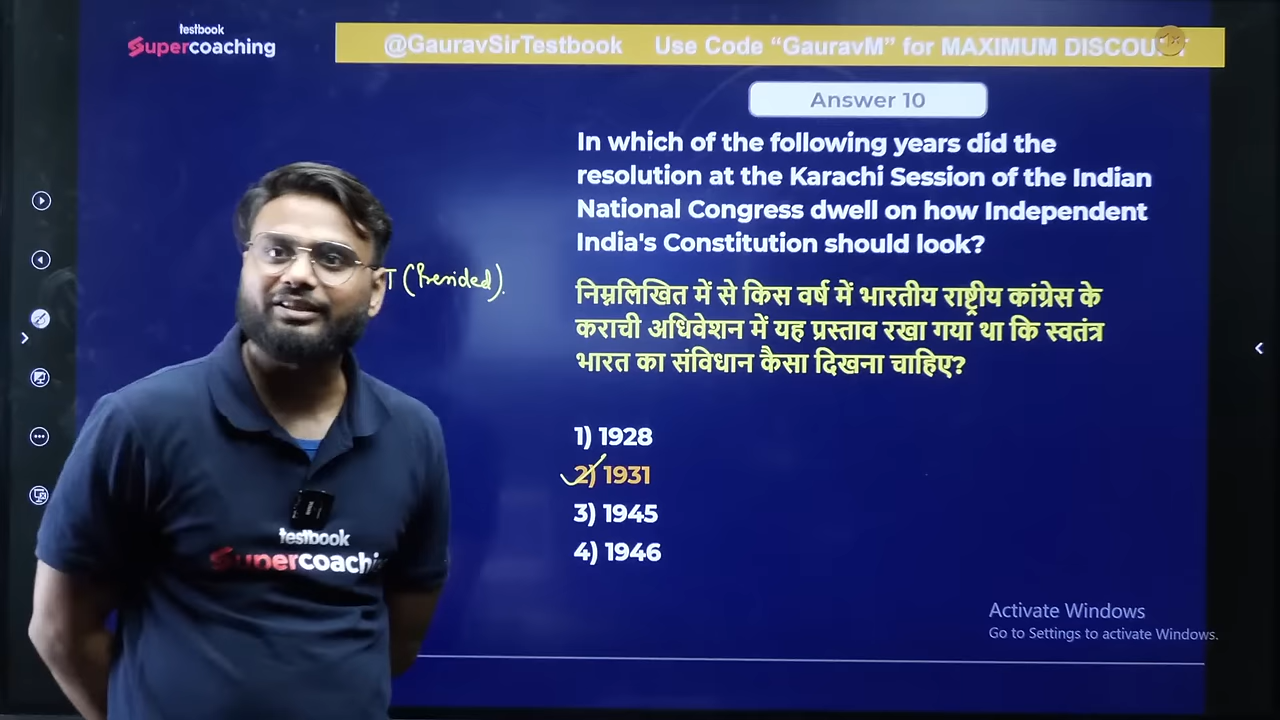 testbook
Supercoaching
@GauravSirTestbook Use Code “GauravM” for MAXIMUM
Answer 10
In which of the following years did the
resolution at the Karachi Session of the Indian
National Congress dwell on how Independent
India's Constitution should look?
T (Presided).
निम्नलिखित में से किस वर्ष में भारतीय राष्ट्रीय कांग्रेस के
कराची अधिवेशन में यह प्रस्ताव रखा गया था कि स्वतंत्र
भारत का संविधान कैसा दिखना चाहिए?
1) 1928
2) 1931
3) 1945
4) 1946
testbook
Activate Windows
Go to Settings to activate Windows.